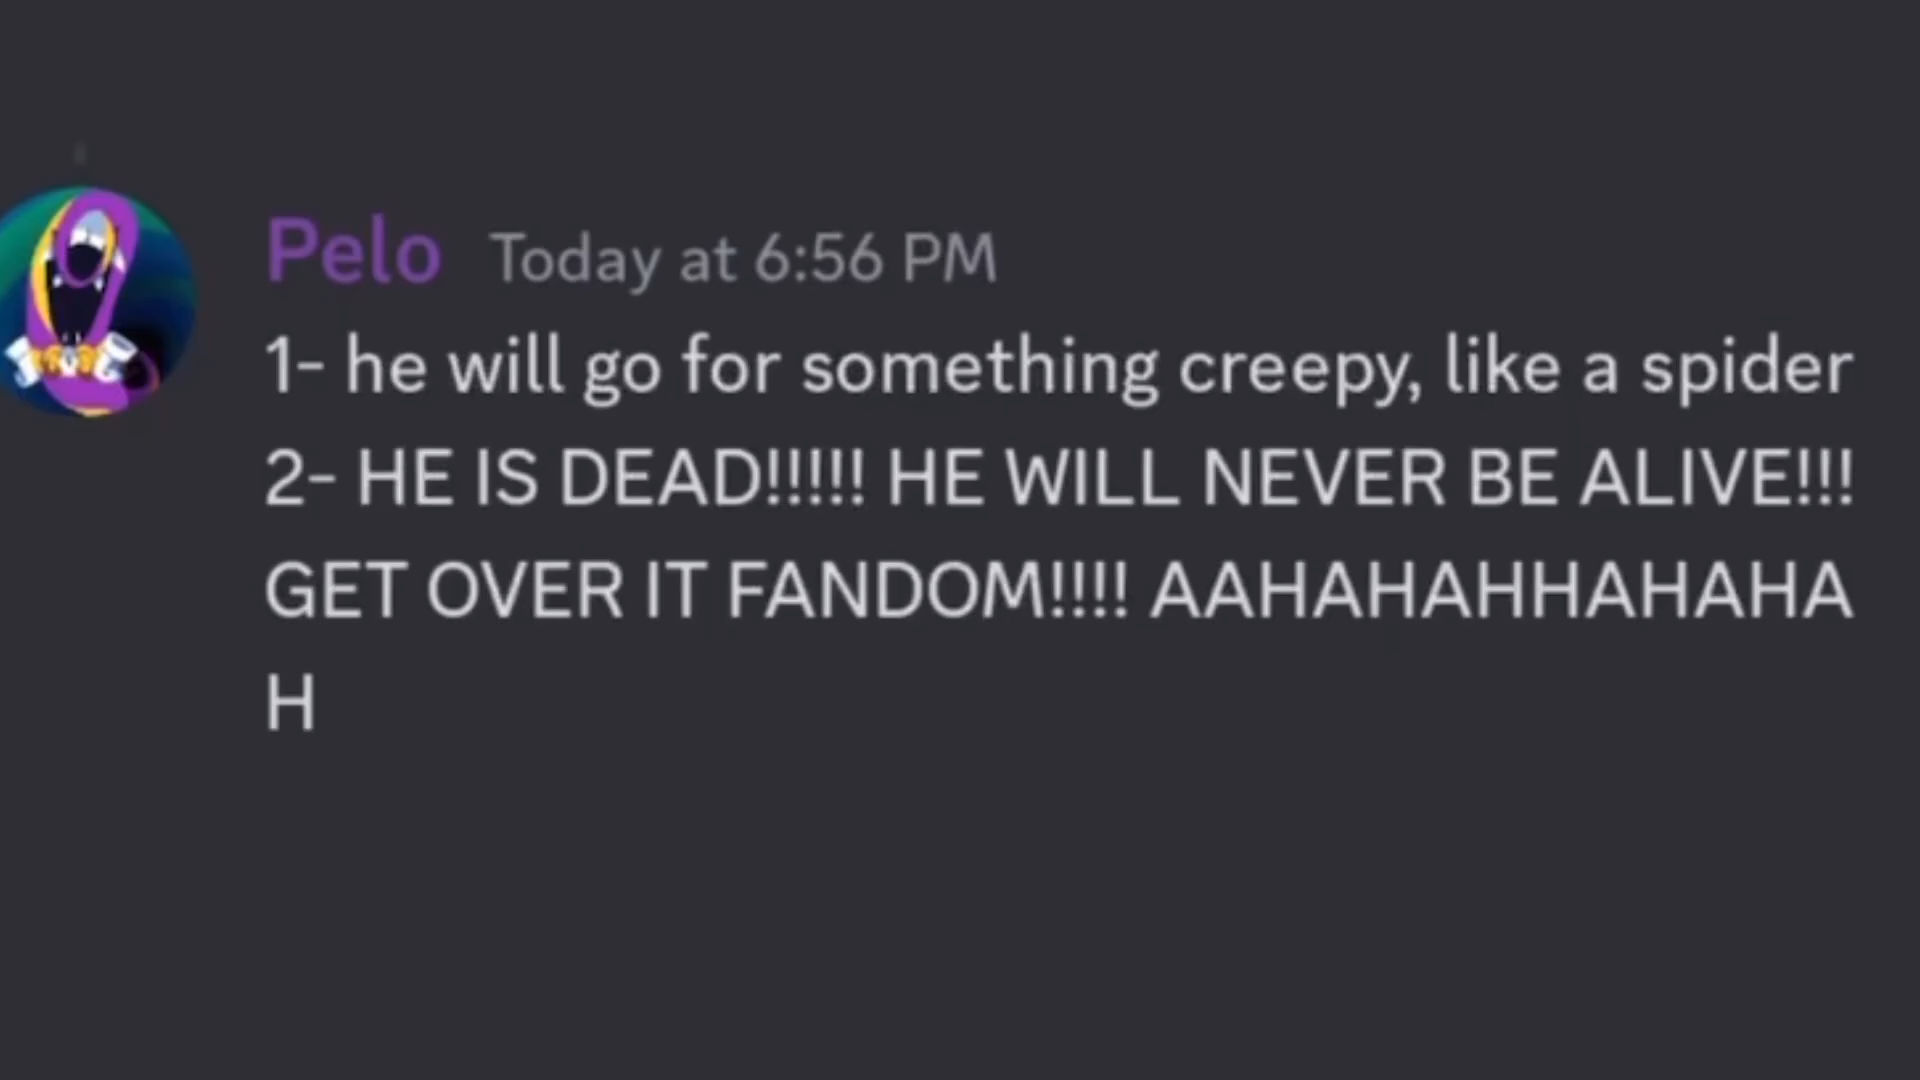 Pelo Today at 6:56 PM
1- he will go for something creepy, like a spider
2- HE IS DEAD!!!!! HE WILL NEVER BE ALIVE!!!
GET OVER IT FANDOM!!!! AAHAHAHHAHAHA
H